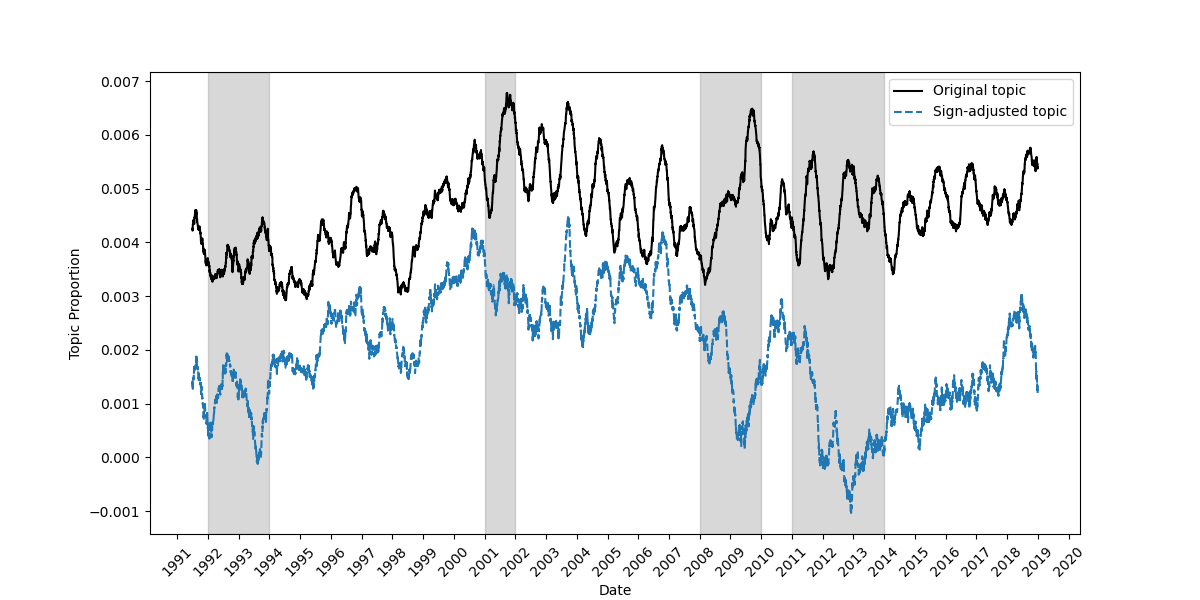 Original topic
Sign-adjusted topic
Topic Proportion
0.007
0.006
0.005
0.004
0.003
0.002
0.001
0.000
−0.001
1991 1992 1993 1994 1995 1996 1997 1998 1999 2000 2001 2002 2003 2004 2005 2006 2007 2008 2009 2010 2011 2012 2013 2014 2015 2016 2017 2018 2019 2020
Date